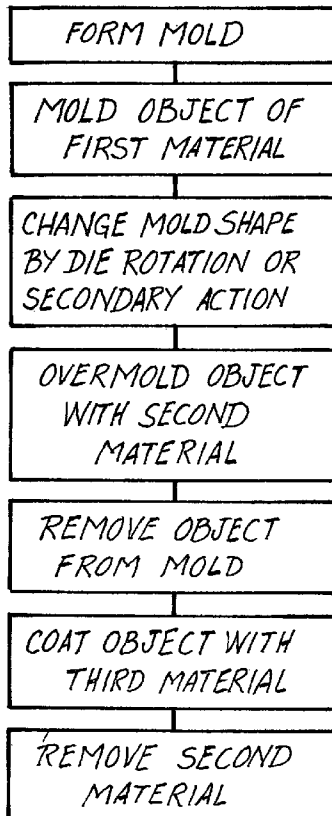 FORM MOLD
MOLD OBJECT OF
FIRST MATERIAL
CHANGE MOLD SHAPE
BY DIE ROTATION OR
SECONDARY ACTION
OVERMOLD OBJECT
WITH SECOND
MATERIAL
REMOVE OBJECT
FROM MOLD
COAT OBJECT WITH
THIRD MATERIAL
REMOVE SECOND
MATERIAL